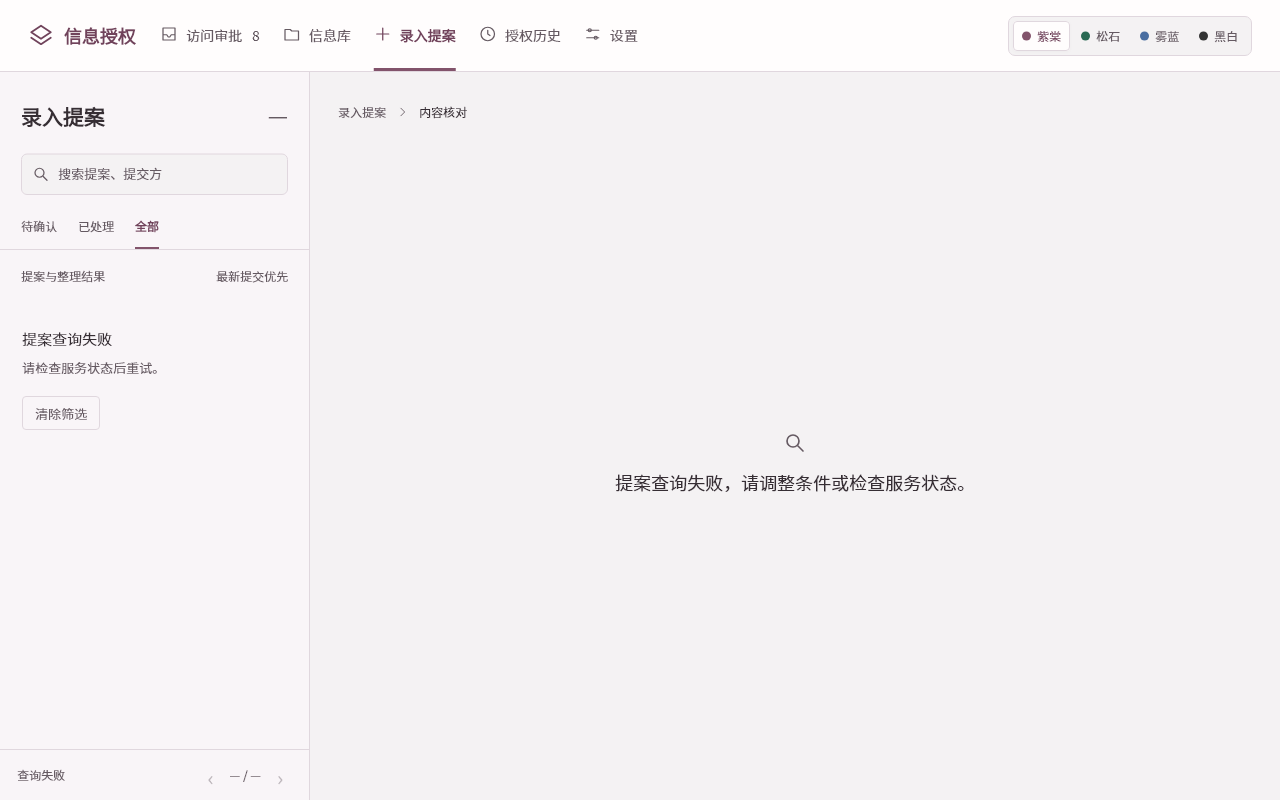 信息授权
访问审批 8
信息库
录入提案
授权历史
设置
紫棠
松石
雾蓝
黑白
录入提案
—
搜索提案、提交方
待确认
已处理
全部
提案与整理结果
最新提交优先
提案查询失败
请检查服务状态后重试。
清除筛选
查询失败
‹ — / — ›
录入提案 > 内容核对
提案查询失败，请调整条件或检查服务状态。